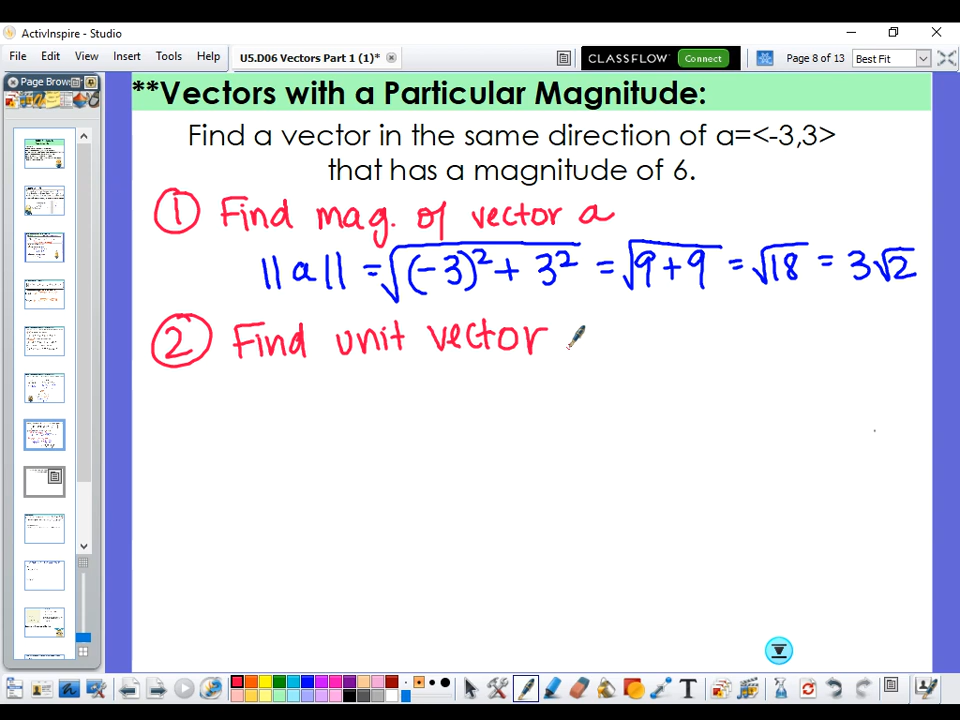 ActivInspire - Studio
File Edit View Insert Tools Help U5.D06 Vectors Part 1 (1)* CLASSFLOW Connect Page 8 of 13 Best Fit
Page Brow
**Vectors with a Particular Magnitude:
Find a vector in the same direction of a=<-3,3>
that has a magnitude of 6.
① Find mag. of vector a
||a|| = √(-3)² + 3² = √9+9 = √18 = 3√2
② Find unit vector